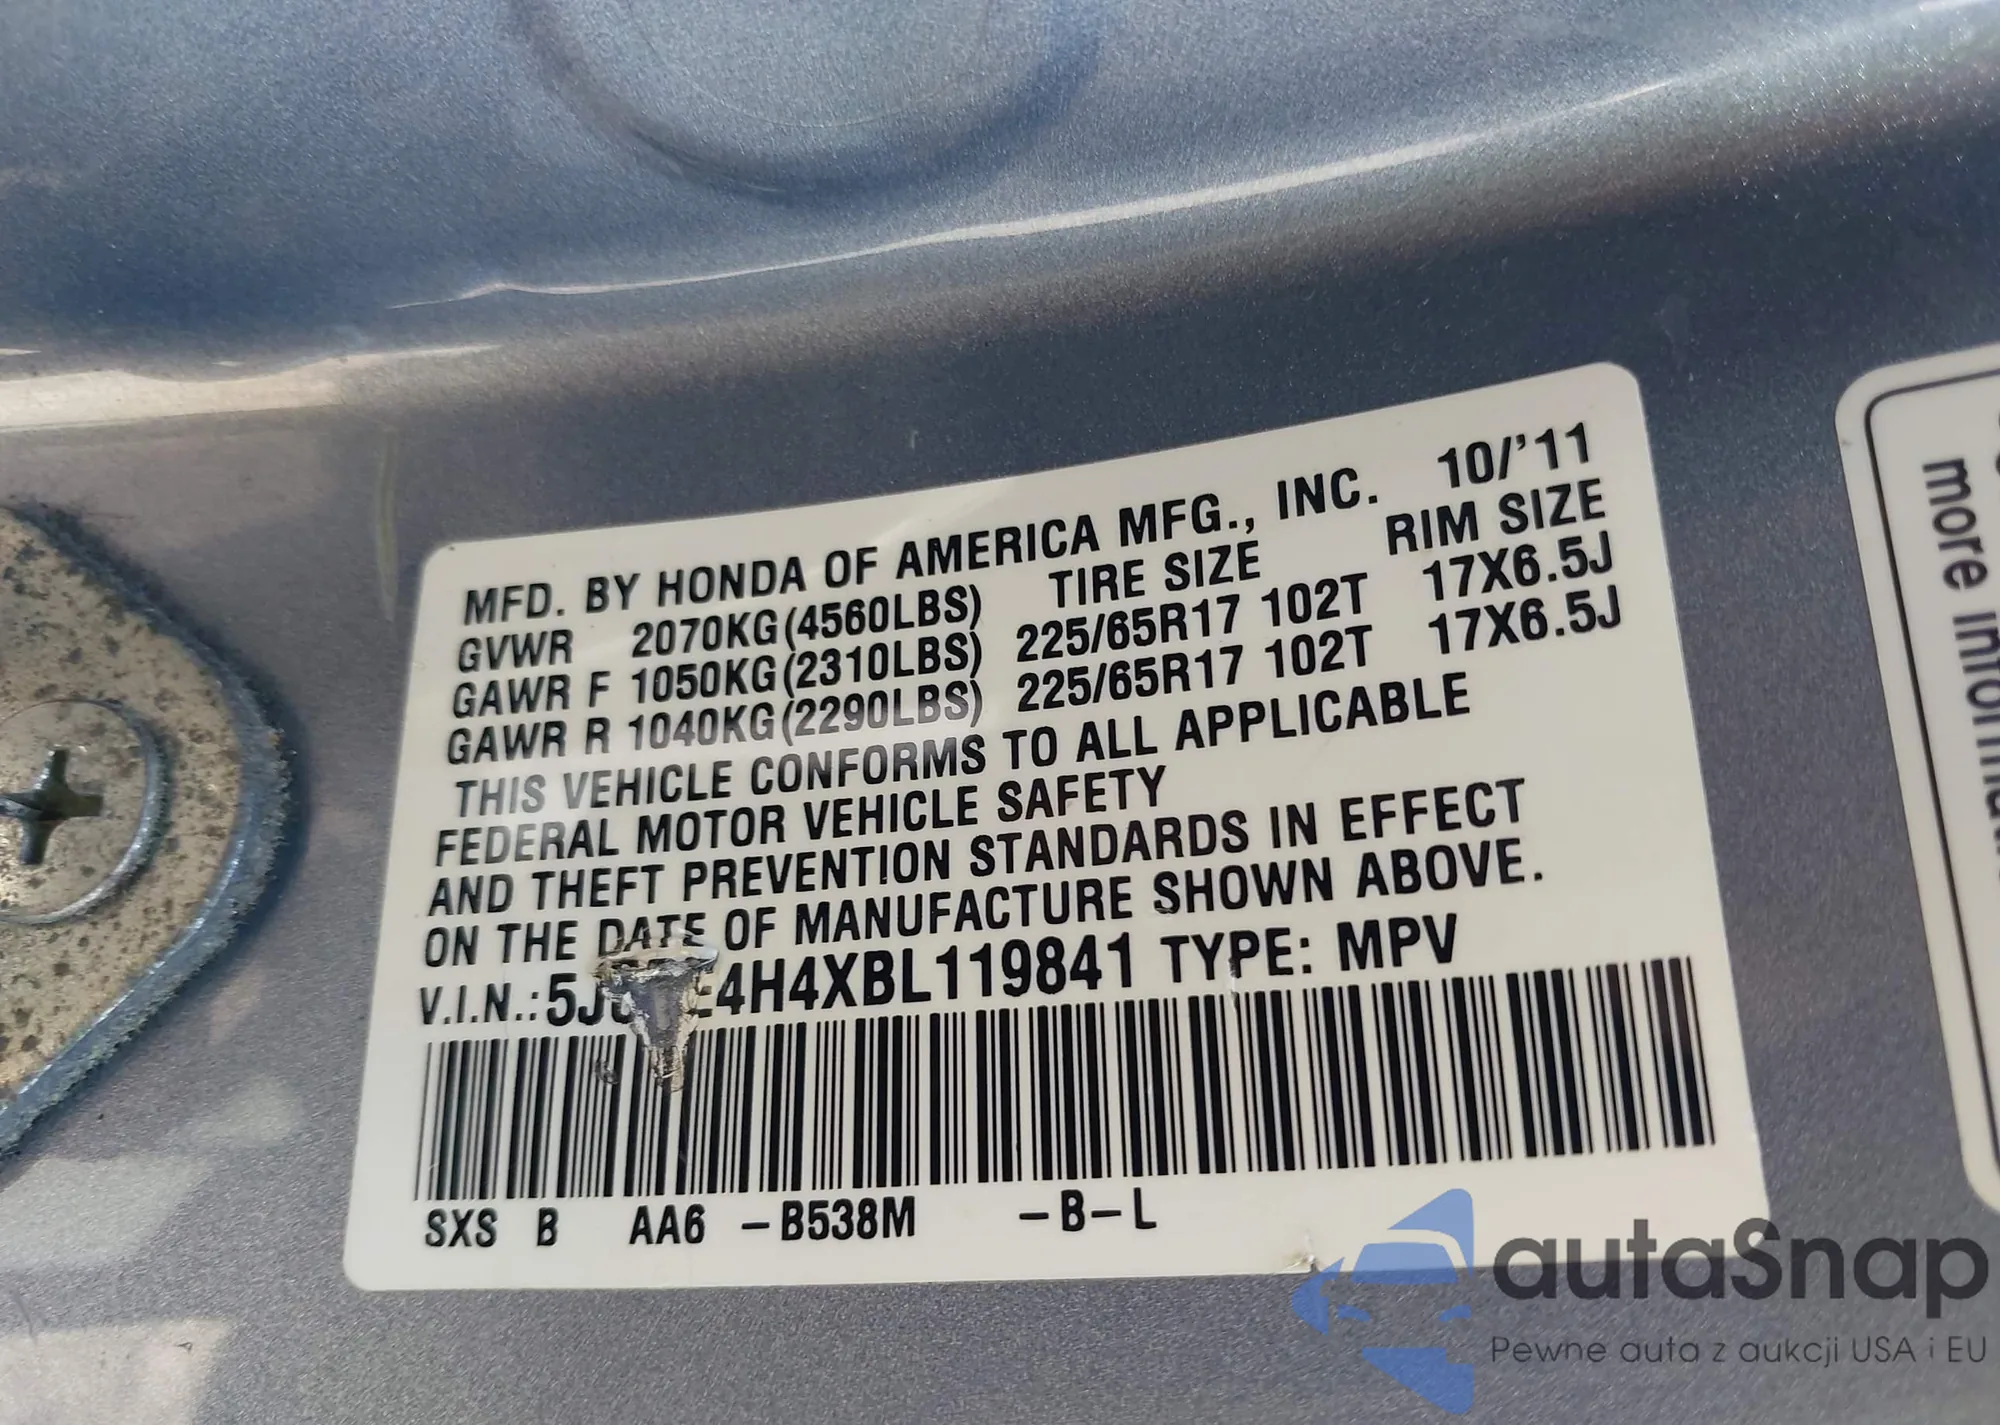 MFD. BY HONDA OF AMERICA MFG., INC. 10/'11
TIRE SIZE RIM SIZE
GVWR 2070KG(4560LBS)
GAWR F 1050KG(2310LBS) 225/65R17 102T 17X6.5J
GAWR R 1040KG(2290LBS) 225/65R17 102T 17X6.5J
THIS VEHICLE CONFORMS TO ALL APPLICABLE
FEDERAL MOTOR VEHICLE SAFETY
AND THEFT PREVENTION STANDARDS IN EFFECT
ON THE DATE OF MANUFACTURE SHOWN ABOVE.
V.I.N.: 5J 4H4XBL119841 TYPE: MPV
SXS B AA6 -B538M -B-L
more
autaSnap
Pewne auta z aukcji USA i EU